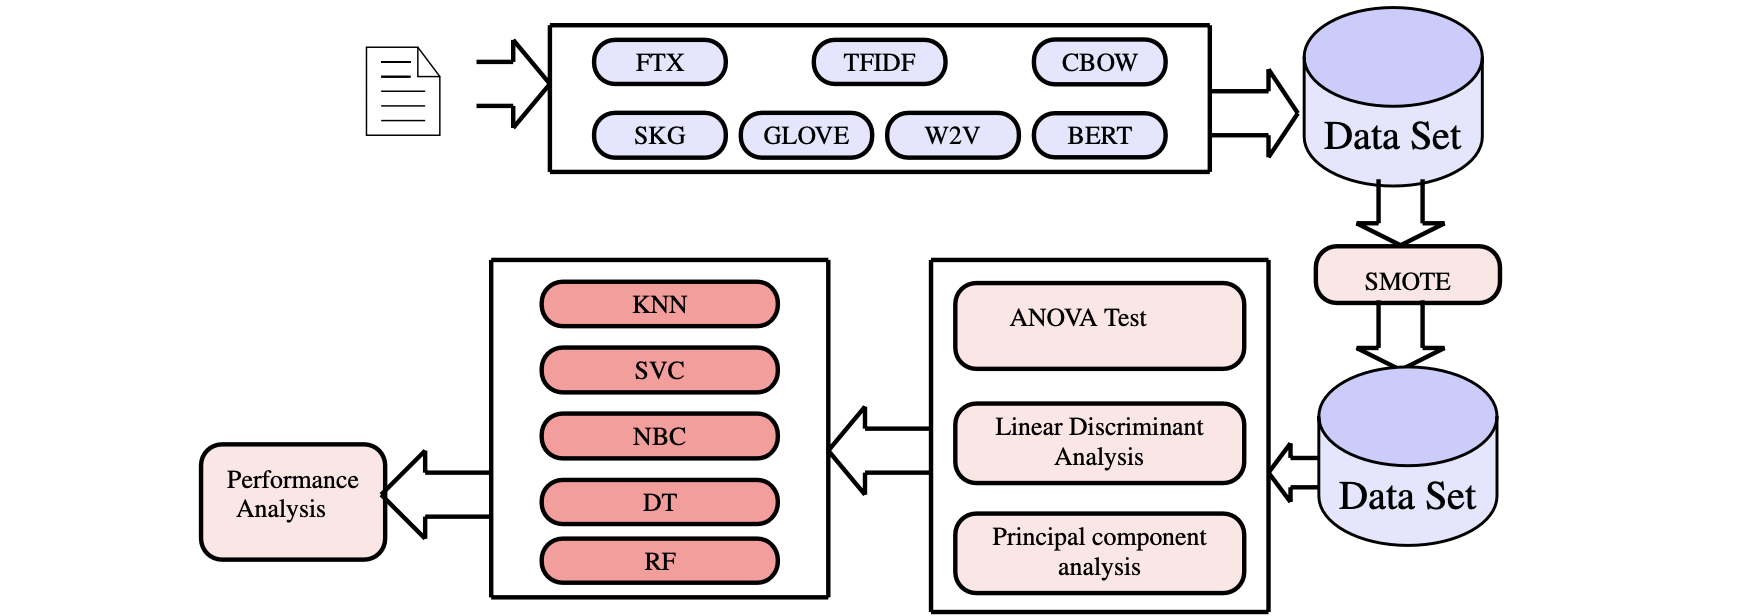 FTX
TFIDF
CBOW
SKG
GLOVE
W2V
BERT
Data Set
SMOTE
Data Set
ANOVA Test
Linear Discriminant
Analysis
Principal component
analysis
KNN
SVC
NBC
DT
RF
Performance
Analysis